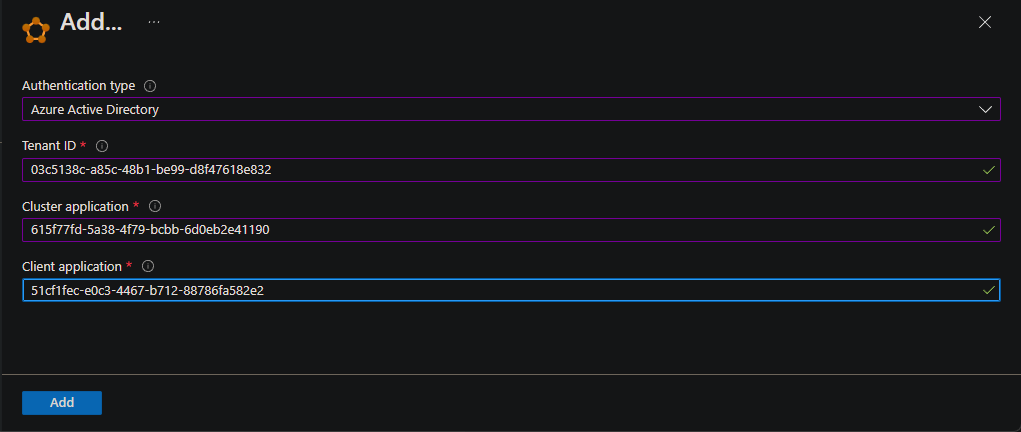 Add...
Authentication type
Azure Active Directory
Tenant ID *
03c5138c-a85c-48b1-be99-d8f47618e832
Cluster application *
615f77fd-5a38-4f79-bcbb-6d0eb2e41190
Client application *
51cf1fec-e0c3-4467-b712-88786fa582e2
Add